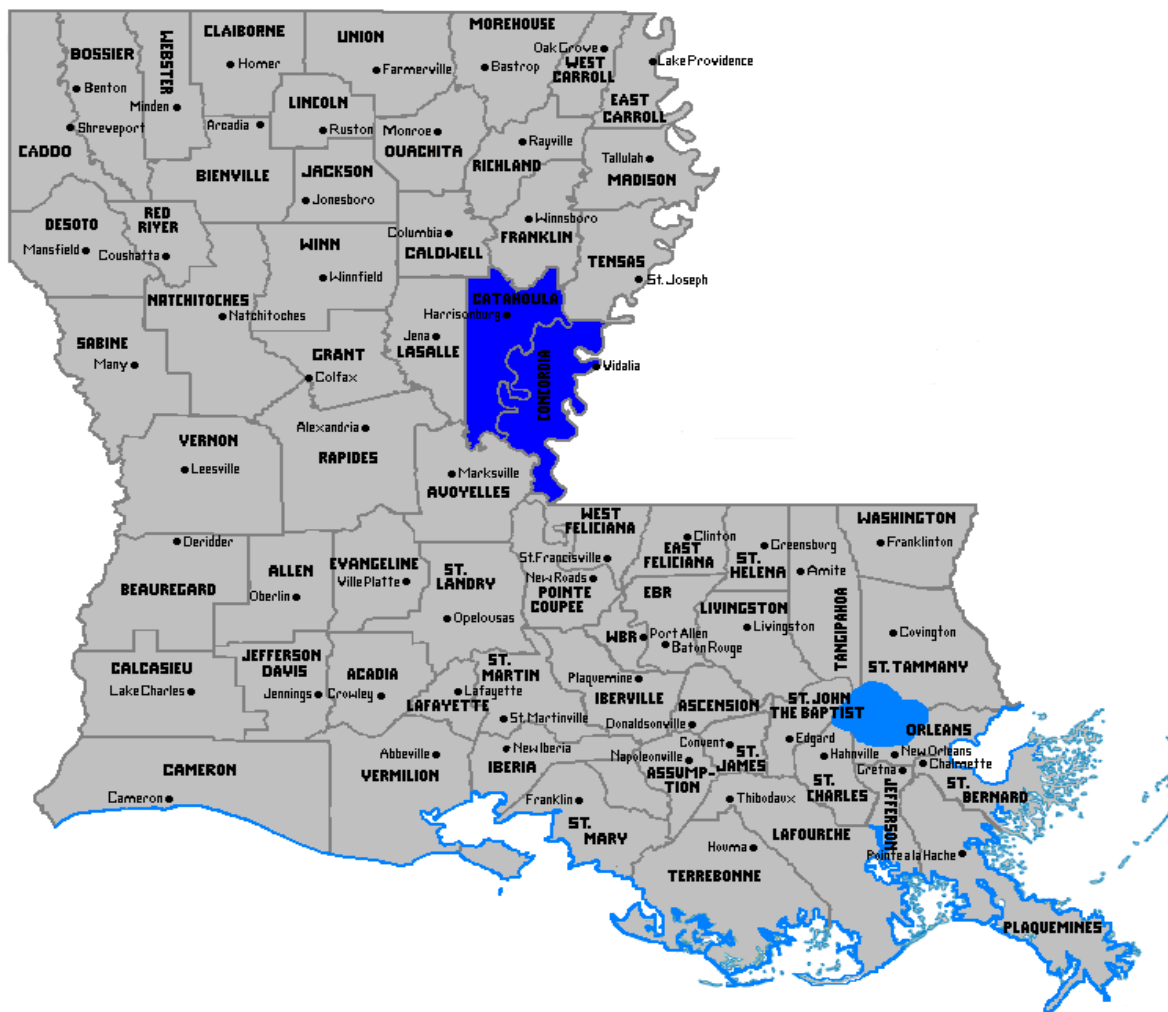 MOREHOUSE
CLAIBORNE
UNION
WEBSTER
BOSSIER
Oak Grove
WEST
CARROLL
Lake Providence
Homer
Farmerville
Bastrop
Benton
EAST
CARROLL
Minden
LINCOLN
Shreveport
Arcadia
Ruston
Monroe
Rayville
CADDO
OUACHITA
RICHLAND
Tallulah
MADISON
BIENVILLE
JACKSON
Jonesboro
RED
RIVER
DESOTO
Winnsboro
Columbia
FRANKLIN
Mansfield
Coushatta
WINN
CALDWELL
TENSAS
Winnfield
St. Joseph
NATCHITOCHES
Natchitoches
CATAHOULA
Harrisonburg
SABINE
Jena
LASALLE
GRANT
Many
Colfax
CONCORDIA
Vidalia
Alexandria
VERNON
RAPIDES
Leesville
Marksville
AVOYELLES
WEST
FELICIANA
WASHINGTON
Deridder
Clinton
Greensburg
Franklinton
EAST
FELICIANA
ST.
HELENA
St. Francisville
ALLEN
EVANGELINE
Ville Platte
ST.
LANDRY
New Roads
POINTE
COUPEE
Amite
BEAUREGARD
Oberlin
EBR
LIVINGSTON
Livingston
Opelousas
TANGIPAHOA
WBR
Port Allen
Baton Rouge
Covington
CALCASIEU
JEFFERSON
DAVIS
ACADIA
ST.
MARTIN
ST. TAMMANY
Lake Charles
Jennings
Crowley
Lafayette
LAFAYETTE
Plaquemine
IBERVILLE
ASCENSION
ST. JOHN
THE BAPTIST
St. Martinville
Donaldsonville
ORLEANS
Edgard
Abbeville
New Iberia
IBERIA
Convent
Napoleonville
ST.
JAMES
Hahnville
New Orleans
Chalmette
CAMERON
VERMILION
ASSUMP-
TION
Gretna
ST.
CHARLES
JEFFERSON
ST.
BERNARD
Cameron
Franklin
Thibodaux
ST.
MARY
LAFOURCHE
Houma
Pointe a la Hache
TERREBONNE
PLAQUEMINES